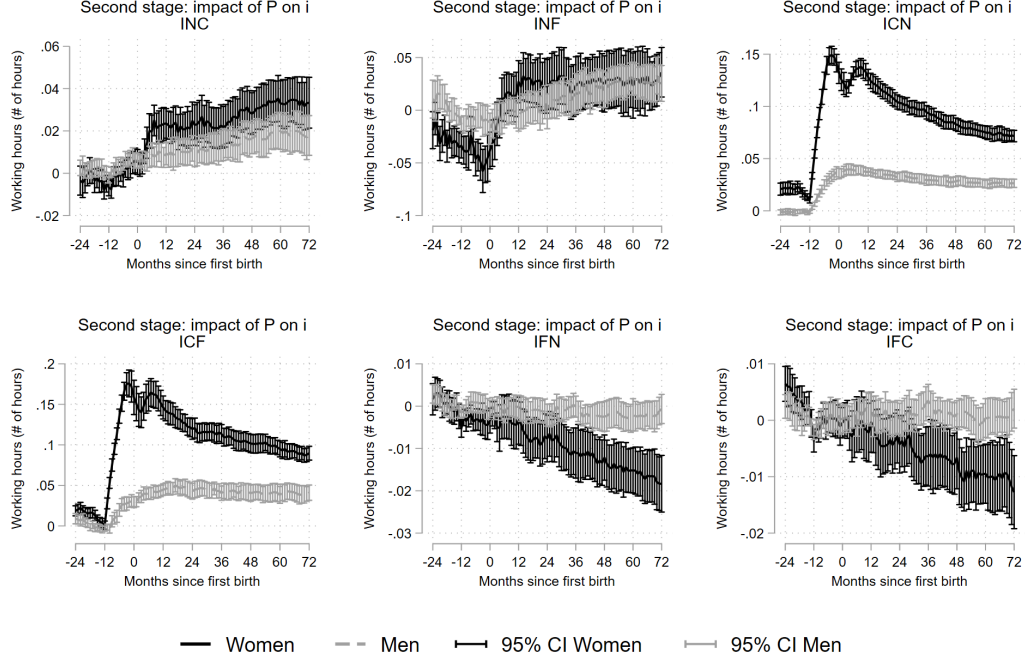 Second stage: impact of P on i
INC
Working hours (# of hours)
.06
.04
.02
0
-.02
-24 -12 0 12 24 36 48 60 72
Months since first birth
Second stage: impact of P on i
INF
Working hours (# of hours)
.05
0
-.05
-.1
-24 -12 0 12 24 36 48 60 72
Months since first birth
Second stage: impact of P on i
ICN
Working hours (# of hours)
.15
.1
.05
0
-24 -12 0 12 24 36 48 60 72
Months since first birth
Second stage: impact of P on i
ICF
Working hours (# of hours)
.2
.15
.1
.05
0
-24 -12 0 12 24 36 48 60 72
Months since first birth
Second stage: impact of P on i
IFN
Working hours (# of hours)
.01
0
-.01
-.02
-.03
-24 -12 0 12 24 36 48 60 72
Months since first birth
Second stage: impact of P on i
IFC
Working hours (# of hours)
.01
0
-.01
-.02
-24 -12 0 12 24 36 48 60 72
Months since first birth
Women Men 95% CI Women 95% CI Men